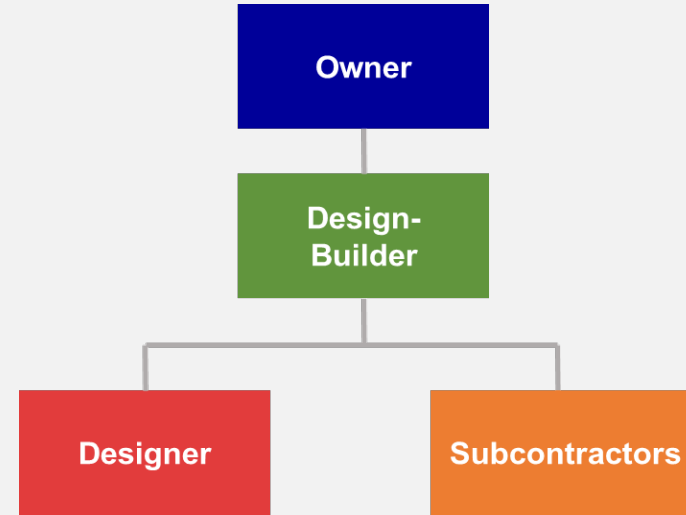 Owner
Design-
Builder
Designer
Subcontractors